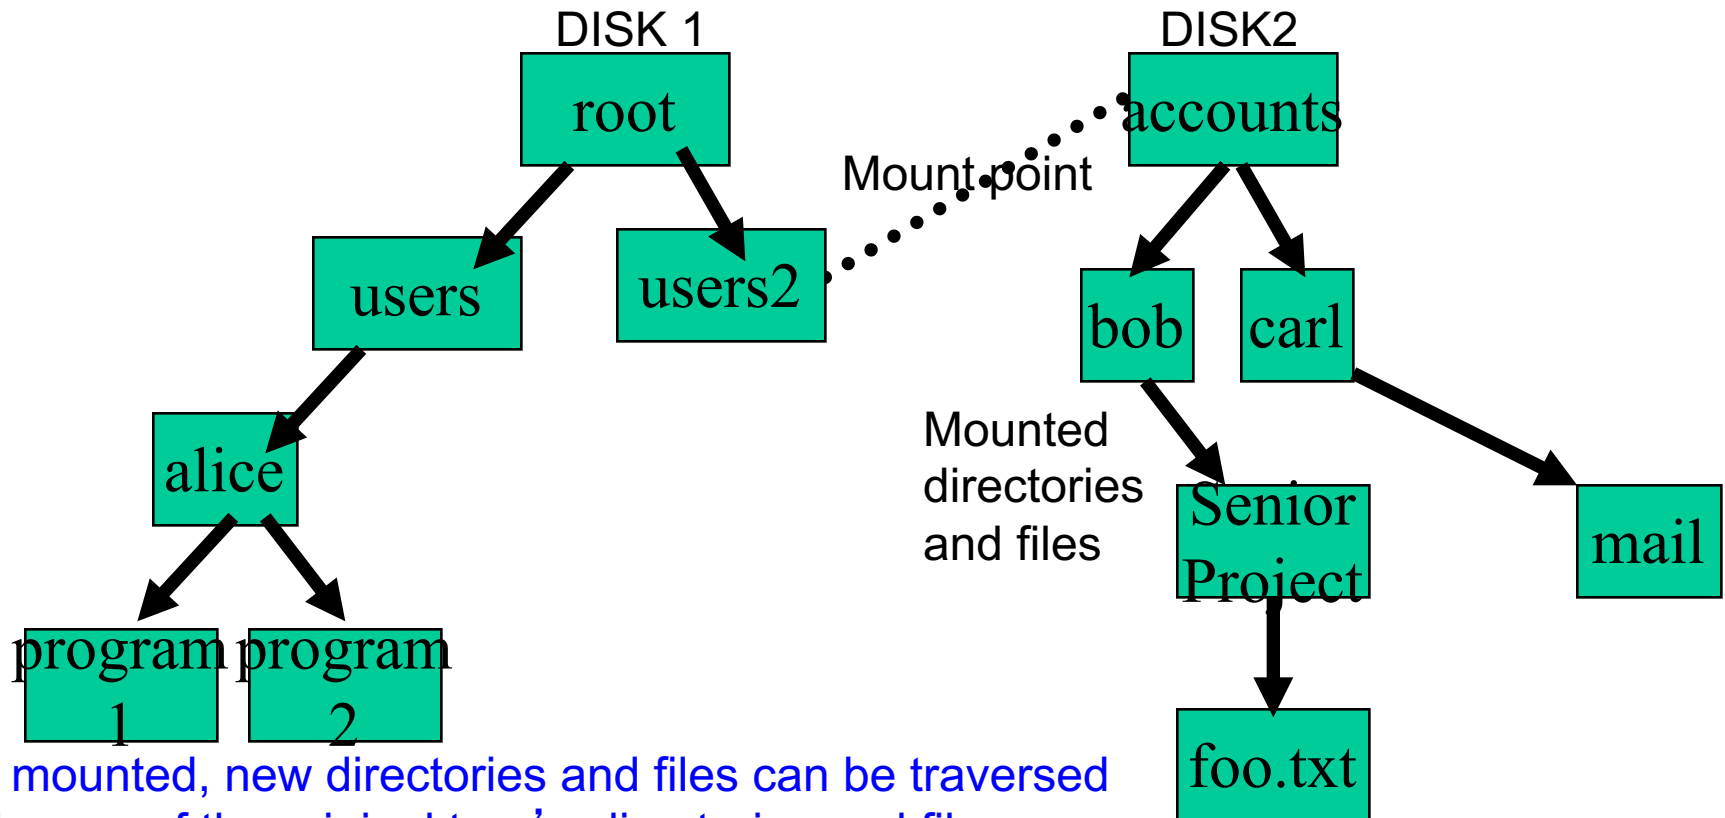 DISK 1
DISK2
root
accounts
Mount point
users
users2
bob
carl
alice
Mounted
directories
and files
Senior
Project
mail
program
1
program
2
foo.txt
mounted, new directories and files can be traversed